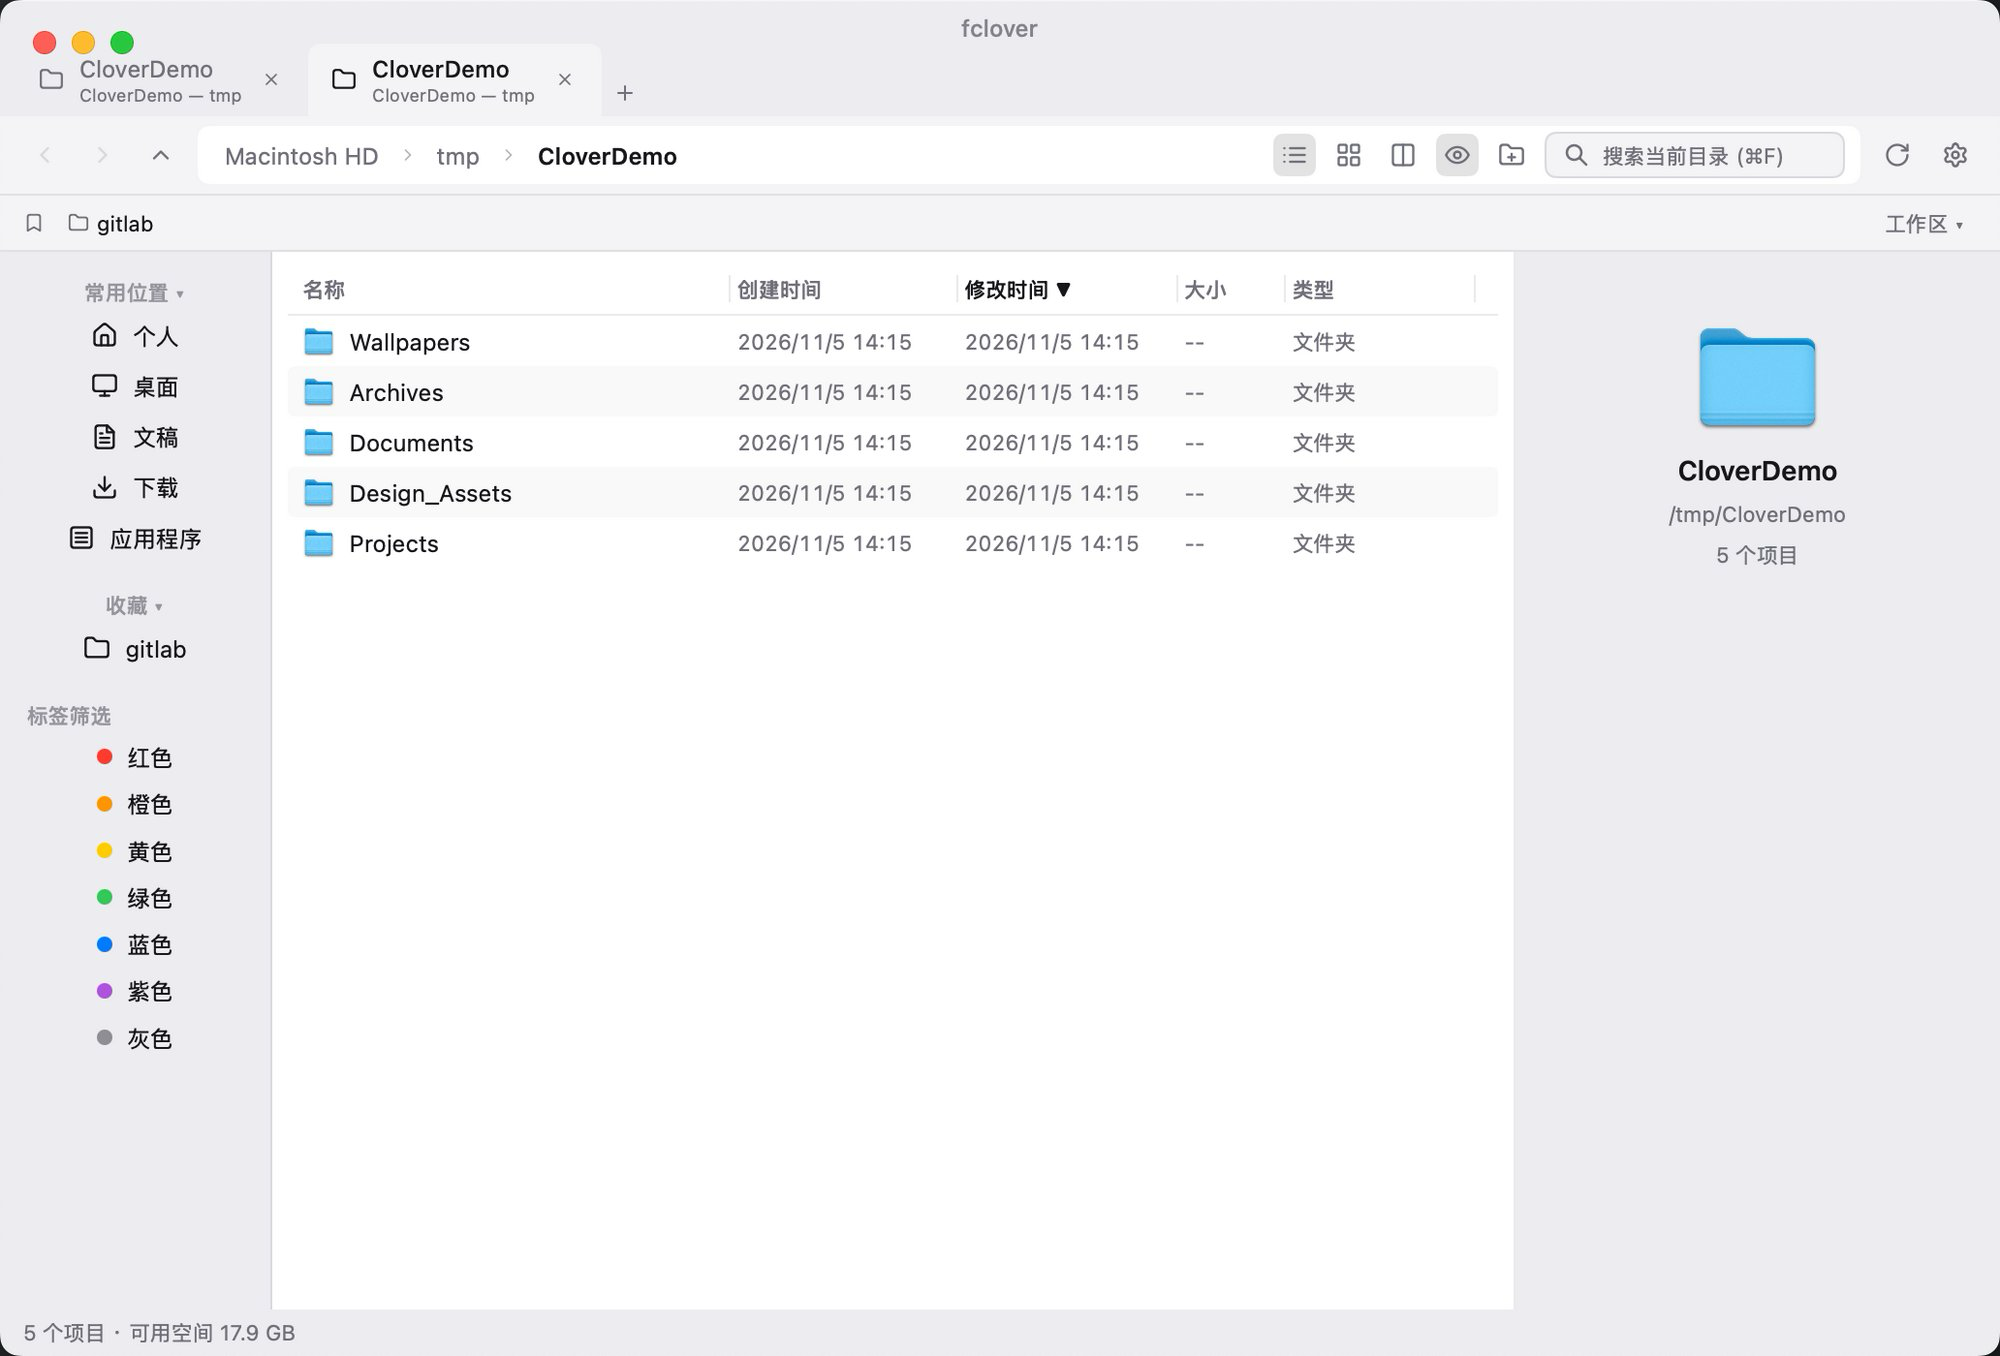 fclover
CloverDemo
CloverDemo — tmp
CloverDemo
CloverDemo — tmp
Macintosh HD
tmp
CloverDemo
搜索当前目录 (⌘F)
gitlab
工作区
常用位置
个人
桌面
文稿
下载
应用程序
收藏
gitlab
标签筛选
红色
橙色
黄色
绿色
蓝色
紫色
灰色
名称 创建时间 修改时间 大小 类型
Wallpapers 2026/11/5 14:15 2026/11/5 14:15 -- 文件夹
Archives 2026/11/5 14:15 2026/11/5 14:15 -- 文件夹
Documents 2026/11/5 14:15 2026/11/5 14:15 -- 文件夹
Design_Assets 2026/11/5 14:15 2026/11/5 14:15 -- 文件夹
Projects 2026/11/5 14:15 2026/11/5 14:15 -- 文件夹
CloverDemo
/tmp/CloverDemo
5 个项目
5 个项目 · 可用空间 17.9 GB